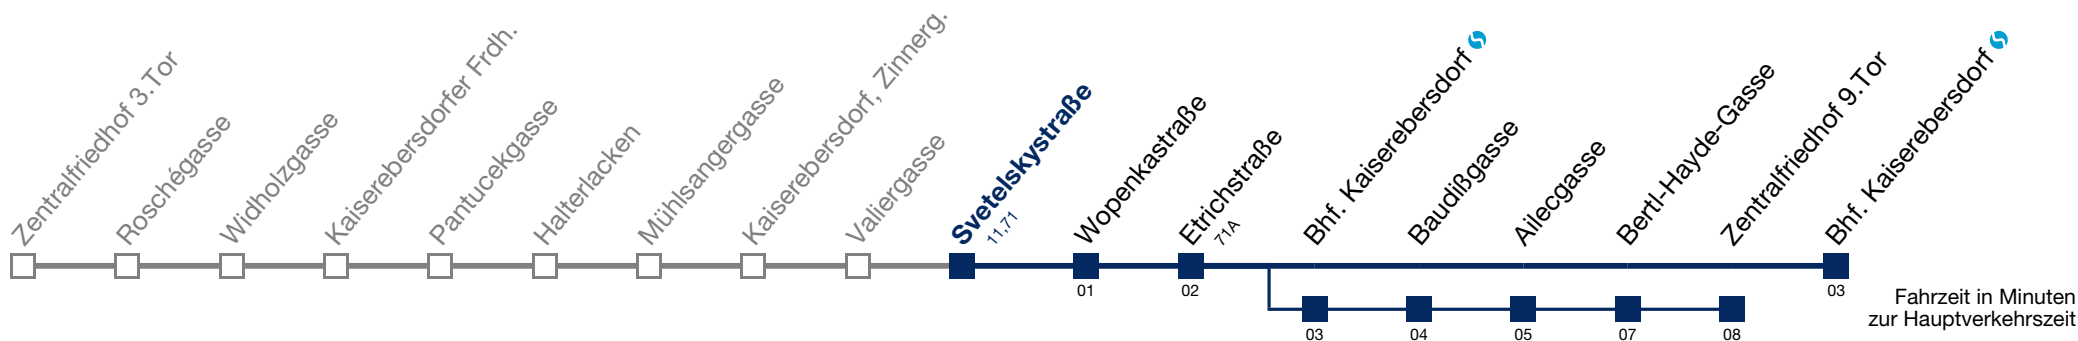 Zentralfriedhof 3.Tor
Roschégasse
Widholzgasse
Kaiserebersdorfer Frdh.
Pantucekgasse
Halterlacken
Mühlsangergasse
Kaiserebersdorf, Zinnerg.
Valiergasse
Svetelskystraße
11,71
Wopenkastraße
Etrichstraße
71A
Bhf. Kaiserebersdorf
Baudißgasse
Ailecgasse
Bertl-Hayde-Gasse
Zentralfriedhof 9.Tor
Bhf. Kaiserebersdorf
01
02
03
03
04
05
07
08
Fahrzeit in Minuten
zur Hauptverkehrszeit